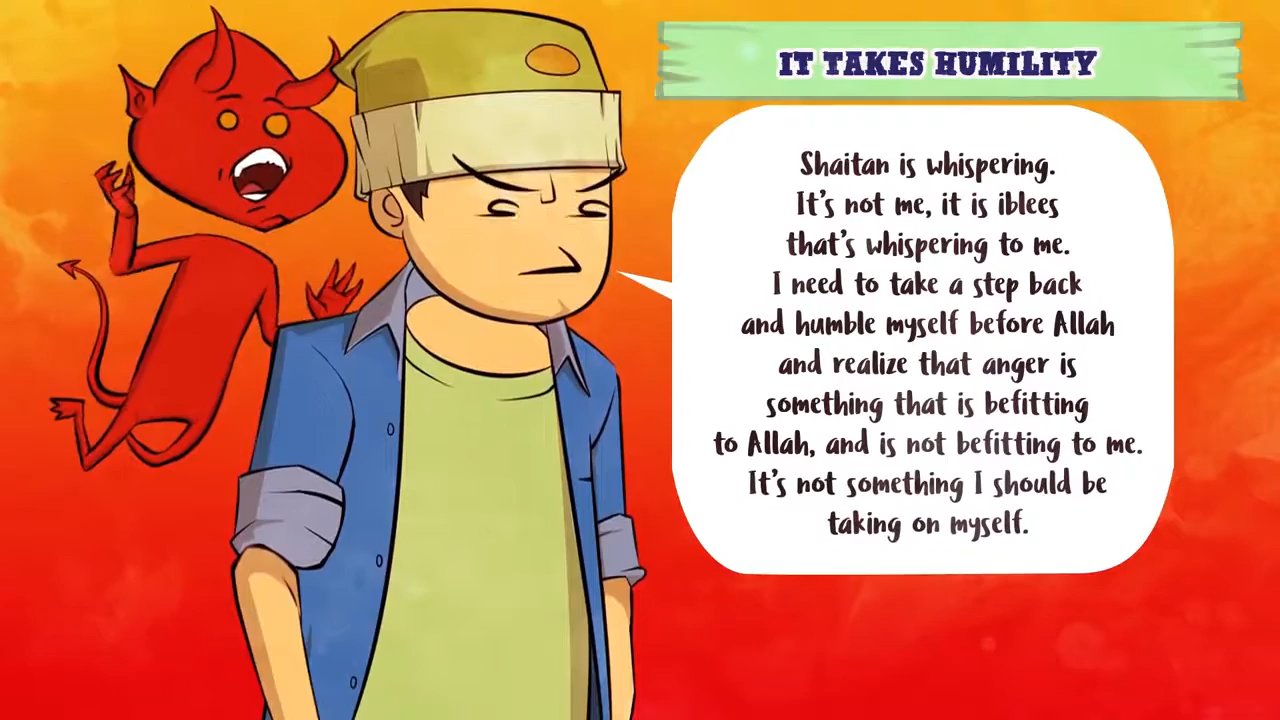 IT TAKES HUMILITY
Shaitan is whispering.
It's not me, it is iblees
that's whispering to me.
I need to take a step back
and humble myself before Allah
and realize that anger is
something that is befitting
to Allah, and is not befitting to me.
It's not something I should be
taking on myself.